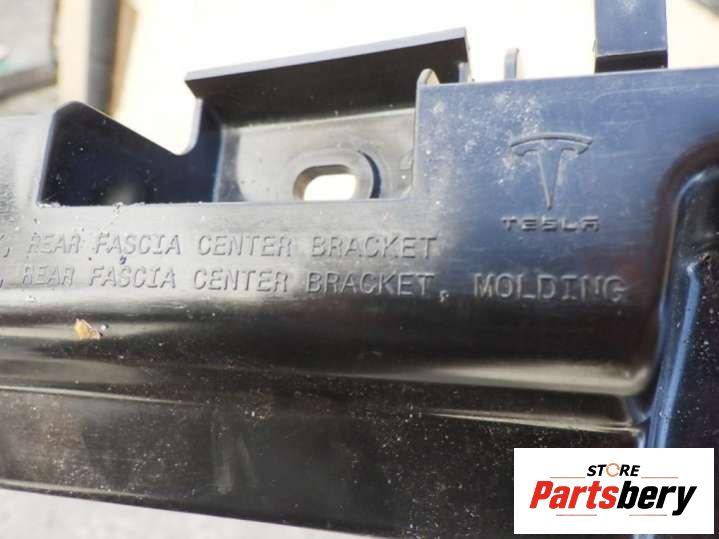 TESLA
, REAR FASCIA CENTER BRACKET
, REAR FASCIA CENTER BRACKET, MOLDING
STORE
Partsbery